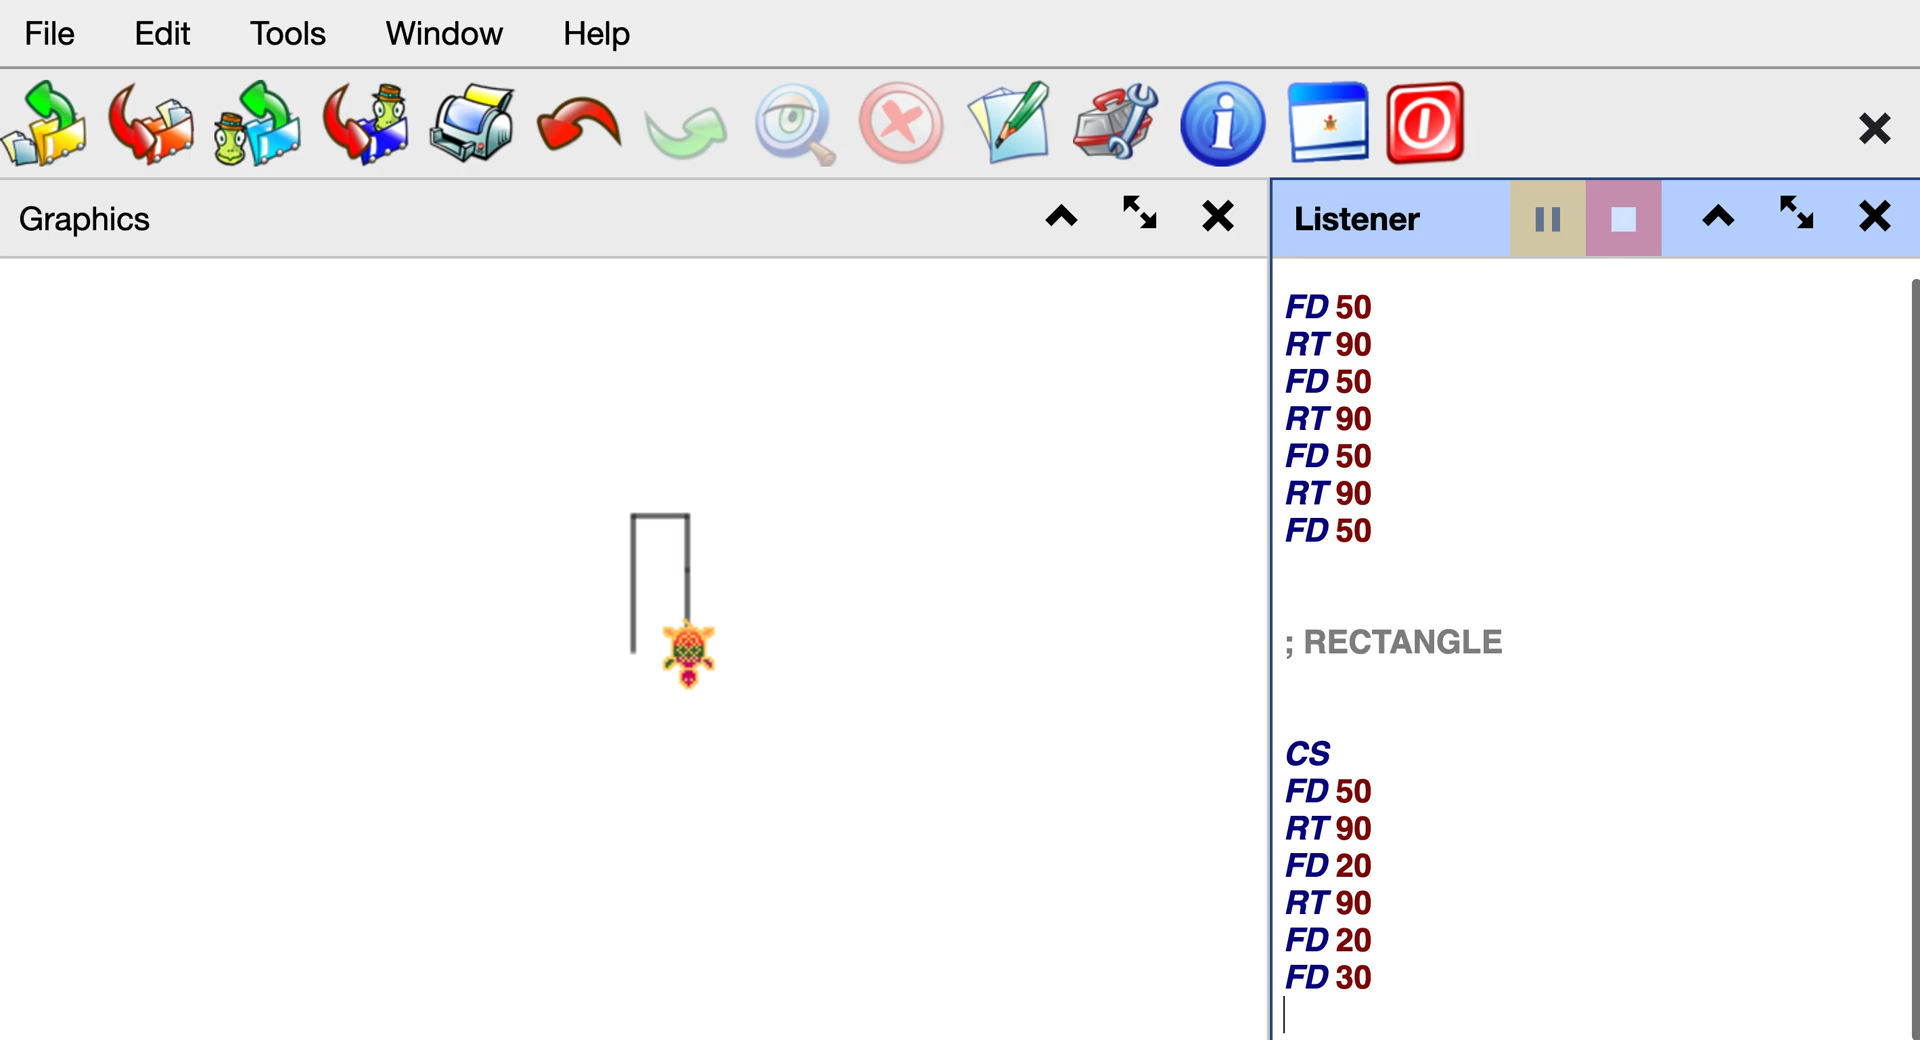 File Edit Tools Window Help
Graphics
Listener
FD 50
RT 90
FD 50
RT 90
FD 50
RT 90
FD 50
; RECTANGLE
CS
FD 50
RT 90
FD 20
RT 90
FD 20
FD 30